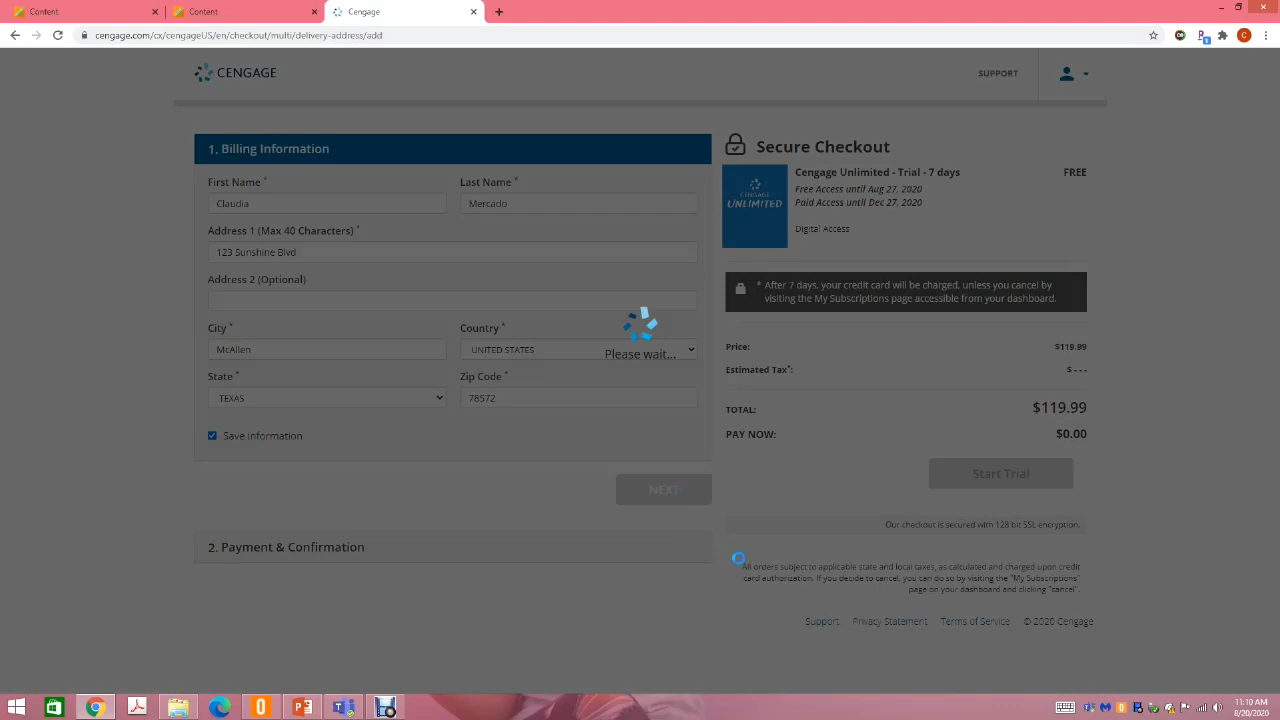 Content
Content
Cengage
cengage.com/cx/cengageUS/en/checkout/multi/delivery-address/add
CENGAGE
SUPPORT
1. Billing Information
First Name *
Last Name *
Claudia
Mercado
Address 1 (Max 40 Characters) *
123 Sunshine Blvd
Address 2 (Optional)
City *
Country *
McAllen
UNITED STATES
Please wait...
State *
Zip Code *
TEXAS
78572
Save information
NEXT
2. Payment & Confirmation
Secure Checkout
CENGAGE
UNLIMITED
Cengage Unlimited - Trial - 7 days
FREE
Free Access until Aug 27, 2020
Paid Access until Dec 27, 2020
Digital Access
* After 7 days, your credit card will be charged, unless you cancel by
visiting the My Subscriptions page accessible from your dashboard.
Price:
$119.99
Estimated Tax*:
$ - - -
TOTAL:
$119.99
PAY NOW:
$0.00
Start Trial
Our checkout is secured with 128 bit SSL encryption.
All orders subject to applicable state and local taxes, as calculated and charged upon credit
card authorization. If you decide to cancel, you can do so by visiting the "My Subscriptions"
page on your dashboard and clicking "cancel".
Support
Privacy Statement
Terms of Service
© 2020 Cengage
11:10 AM
8/20/2020